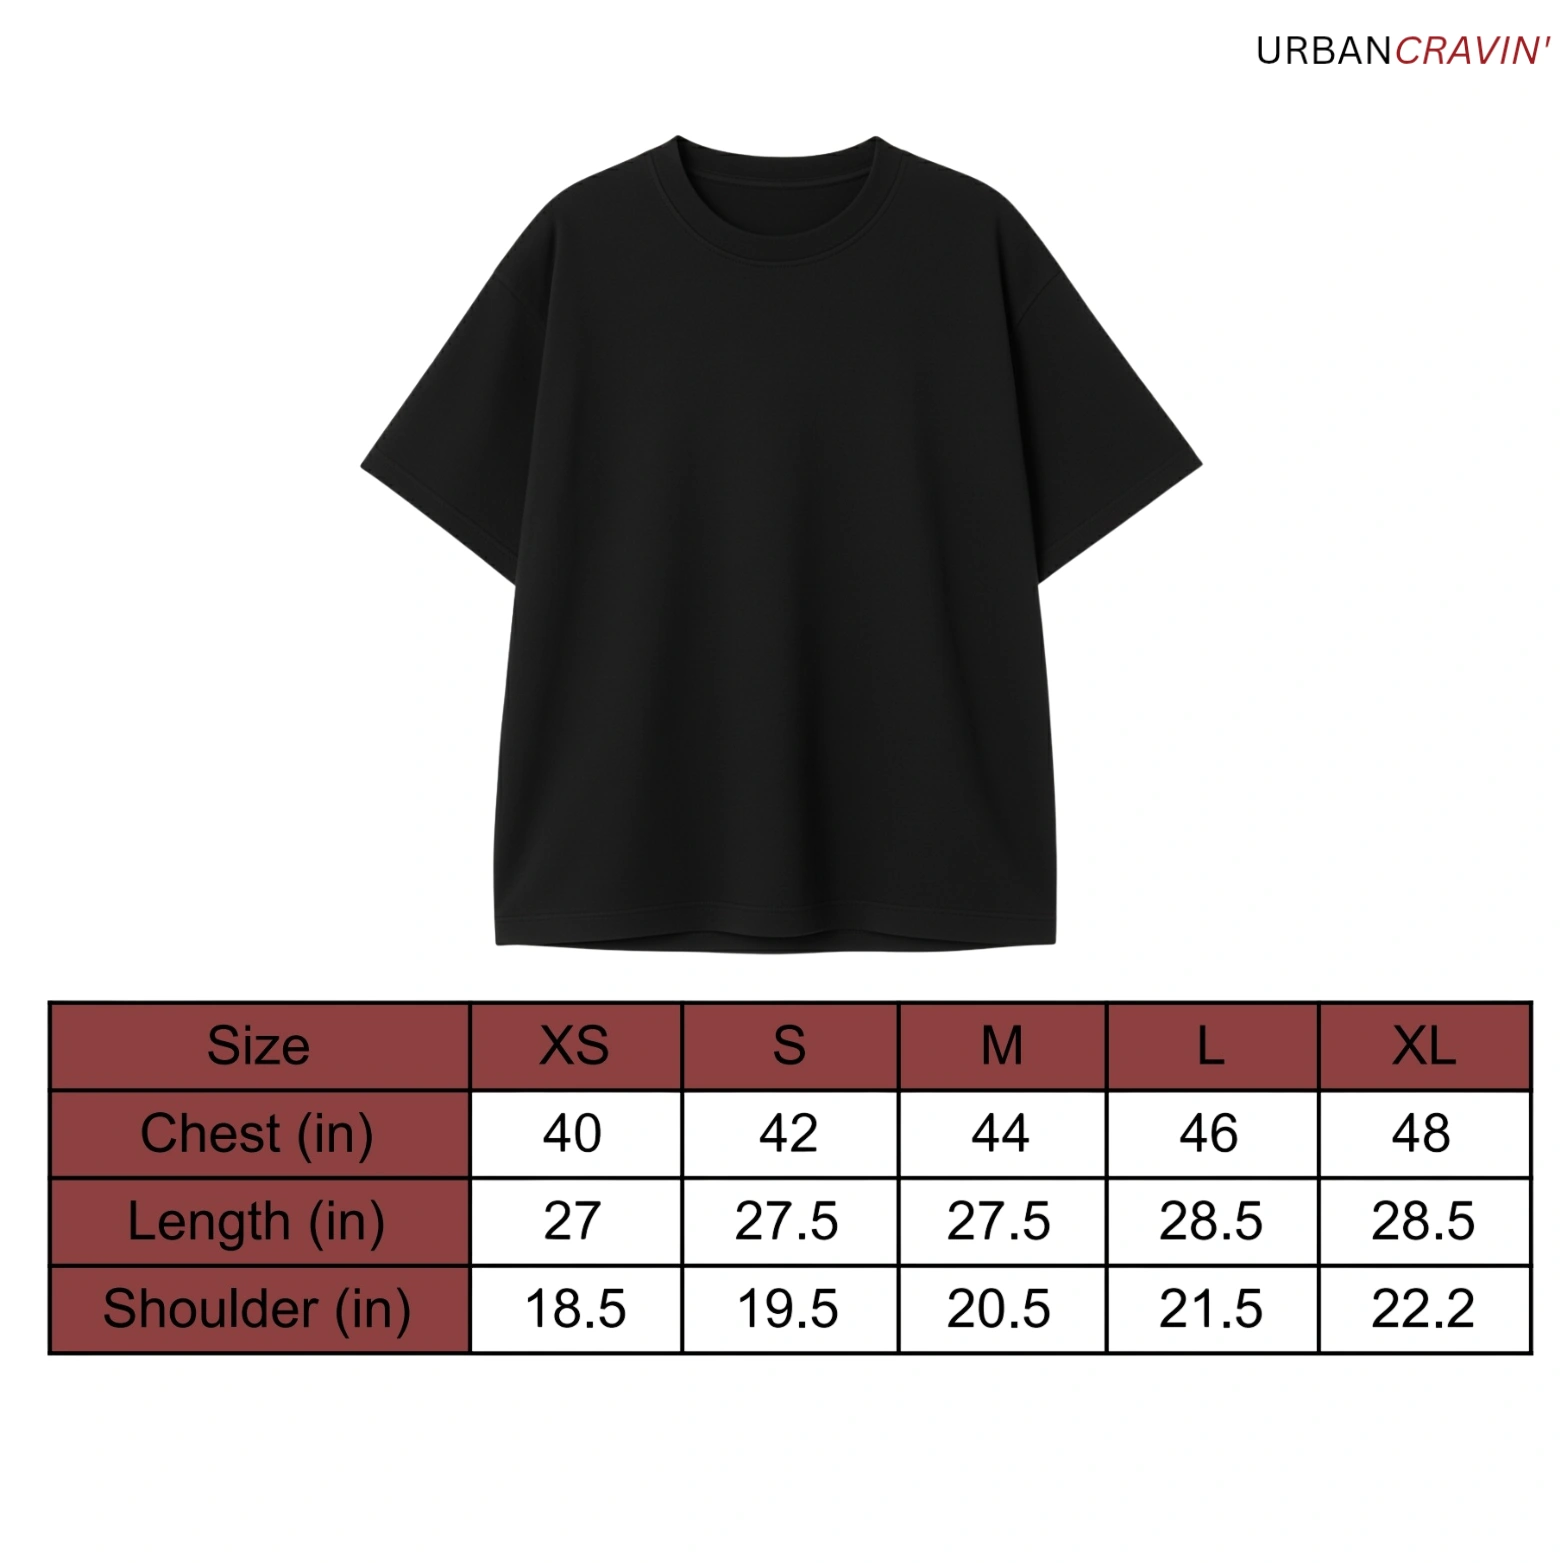 URBANCRAVIN'
Size XS S M L XL
Chest (in) 40 42 44 46 48
Length (in) 27 27.5 27.5 28.5 28.5
Shoulder (in) 18.5 19.5 20.5 21.5 22.2